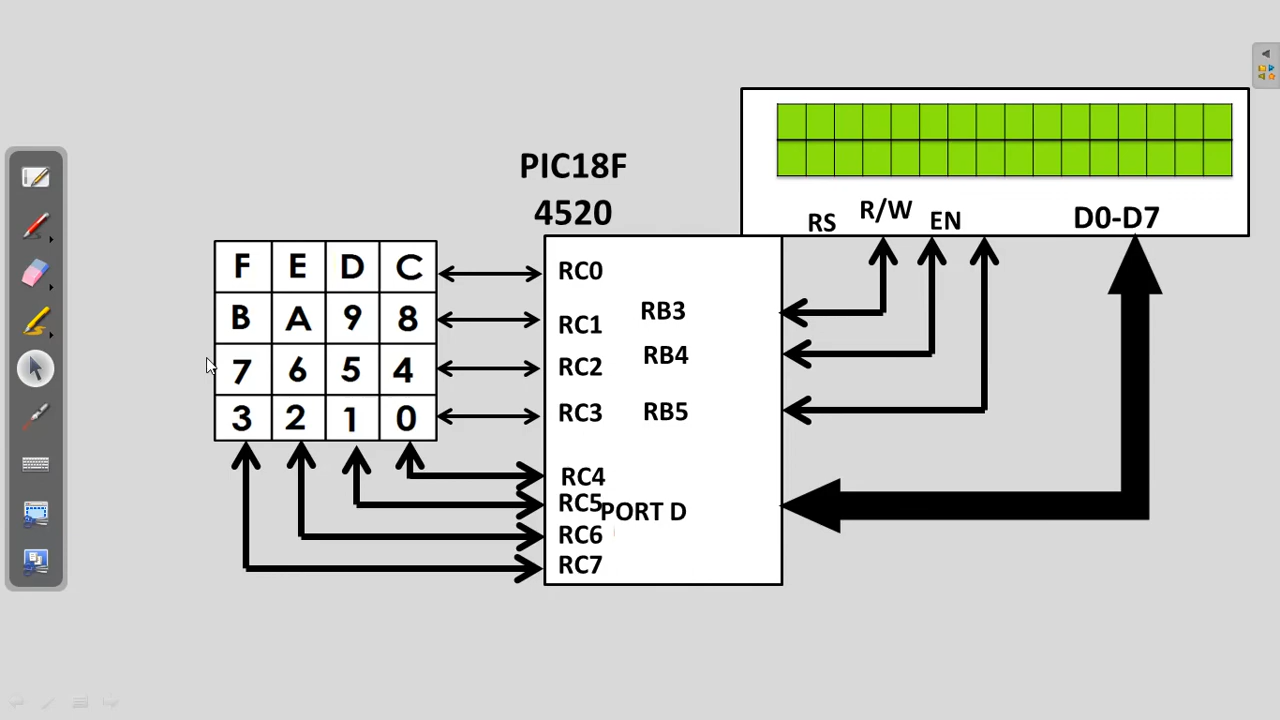 PIC18F
4520
RS R/W EN D0-D7
F E D C
B A 9 8
7 6 5 4
3 2 1 0
RC0
RC1
RC2
RC3
RC4
RC5
RC6
RC7
RB3
RB4
RB5
PORT D